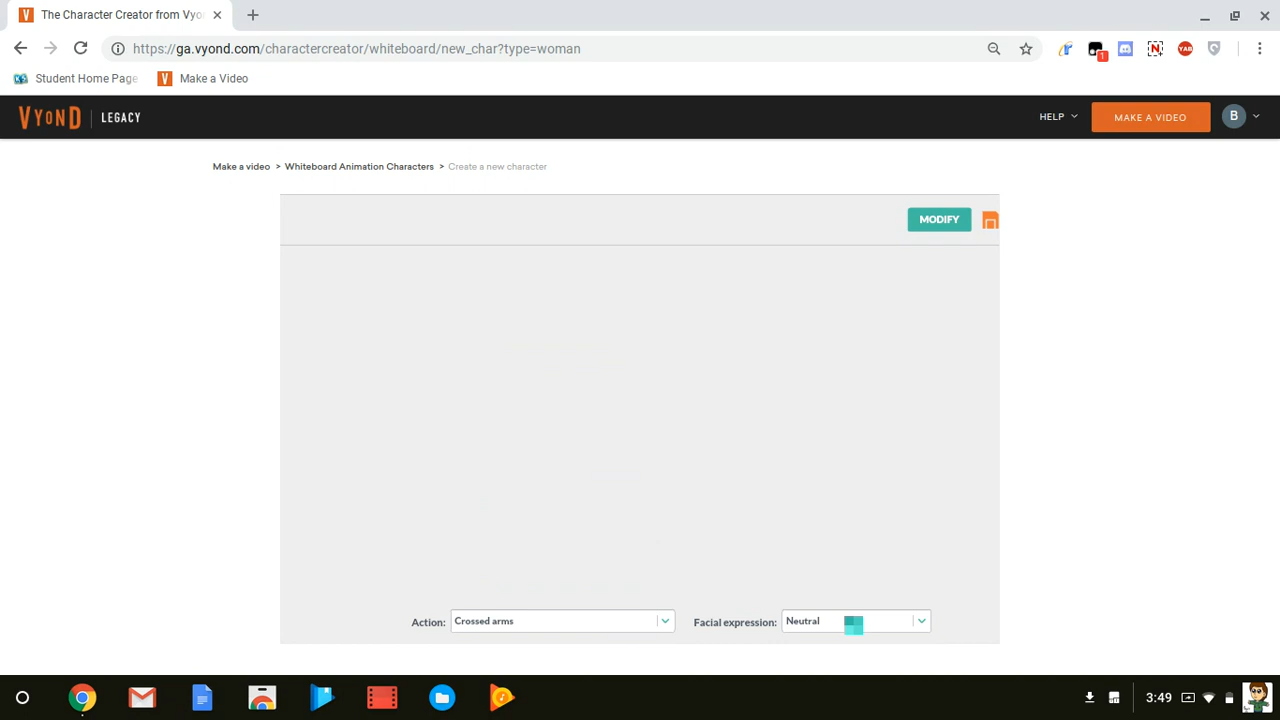 The Character Creator from Vyo
https://ga.vyond.com/charactercreator/whiteboard/new_char?type=woman
1
N
YAB
Student Home Page
V Make a Video
VYOND LEGACY
HELP
MAKE A VIDEO
B
Make a video > Whiteboard Animation Characters > Create a new character
MODIFY
Action: Crossed arms
Facial expression: Neutral
3:49